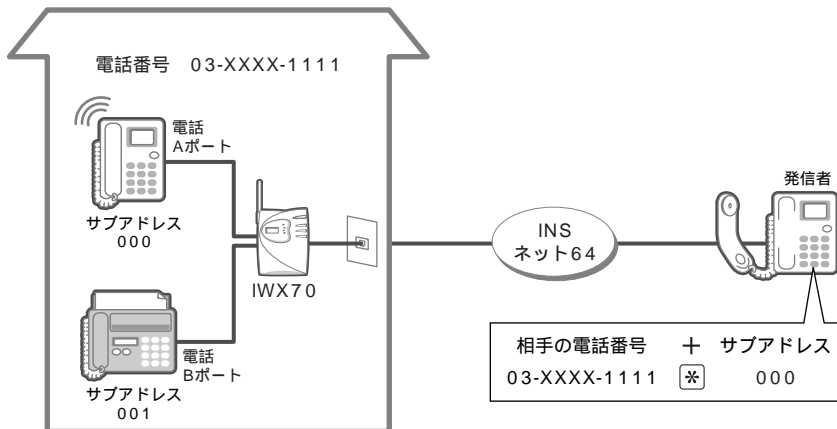 電話番号　03-XXXX-1111
電話
Aポート
サブアドレス
000
IWX70
電話
Bポート
サブアドレス
001
INS
ネット64
発信者
相手の電話番号　＋　サブアドレス
03-XXXX-1111　＊　000